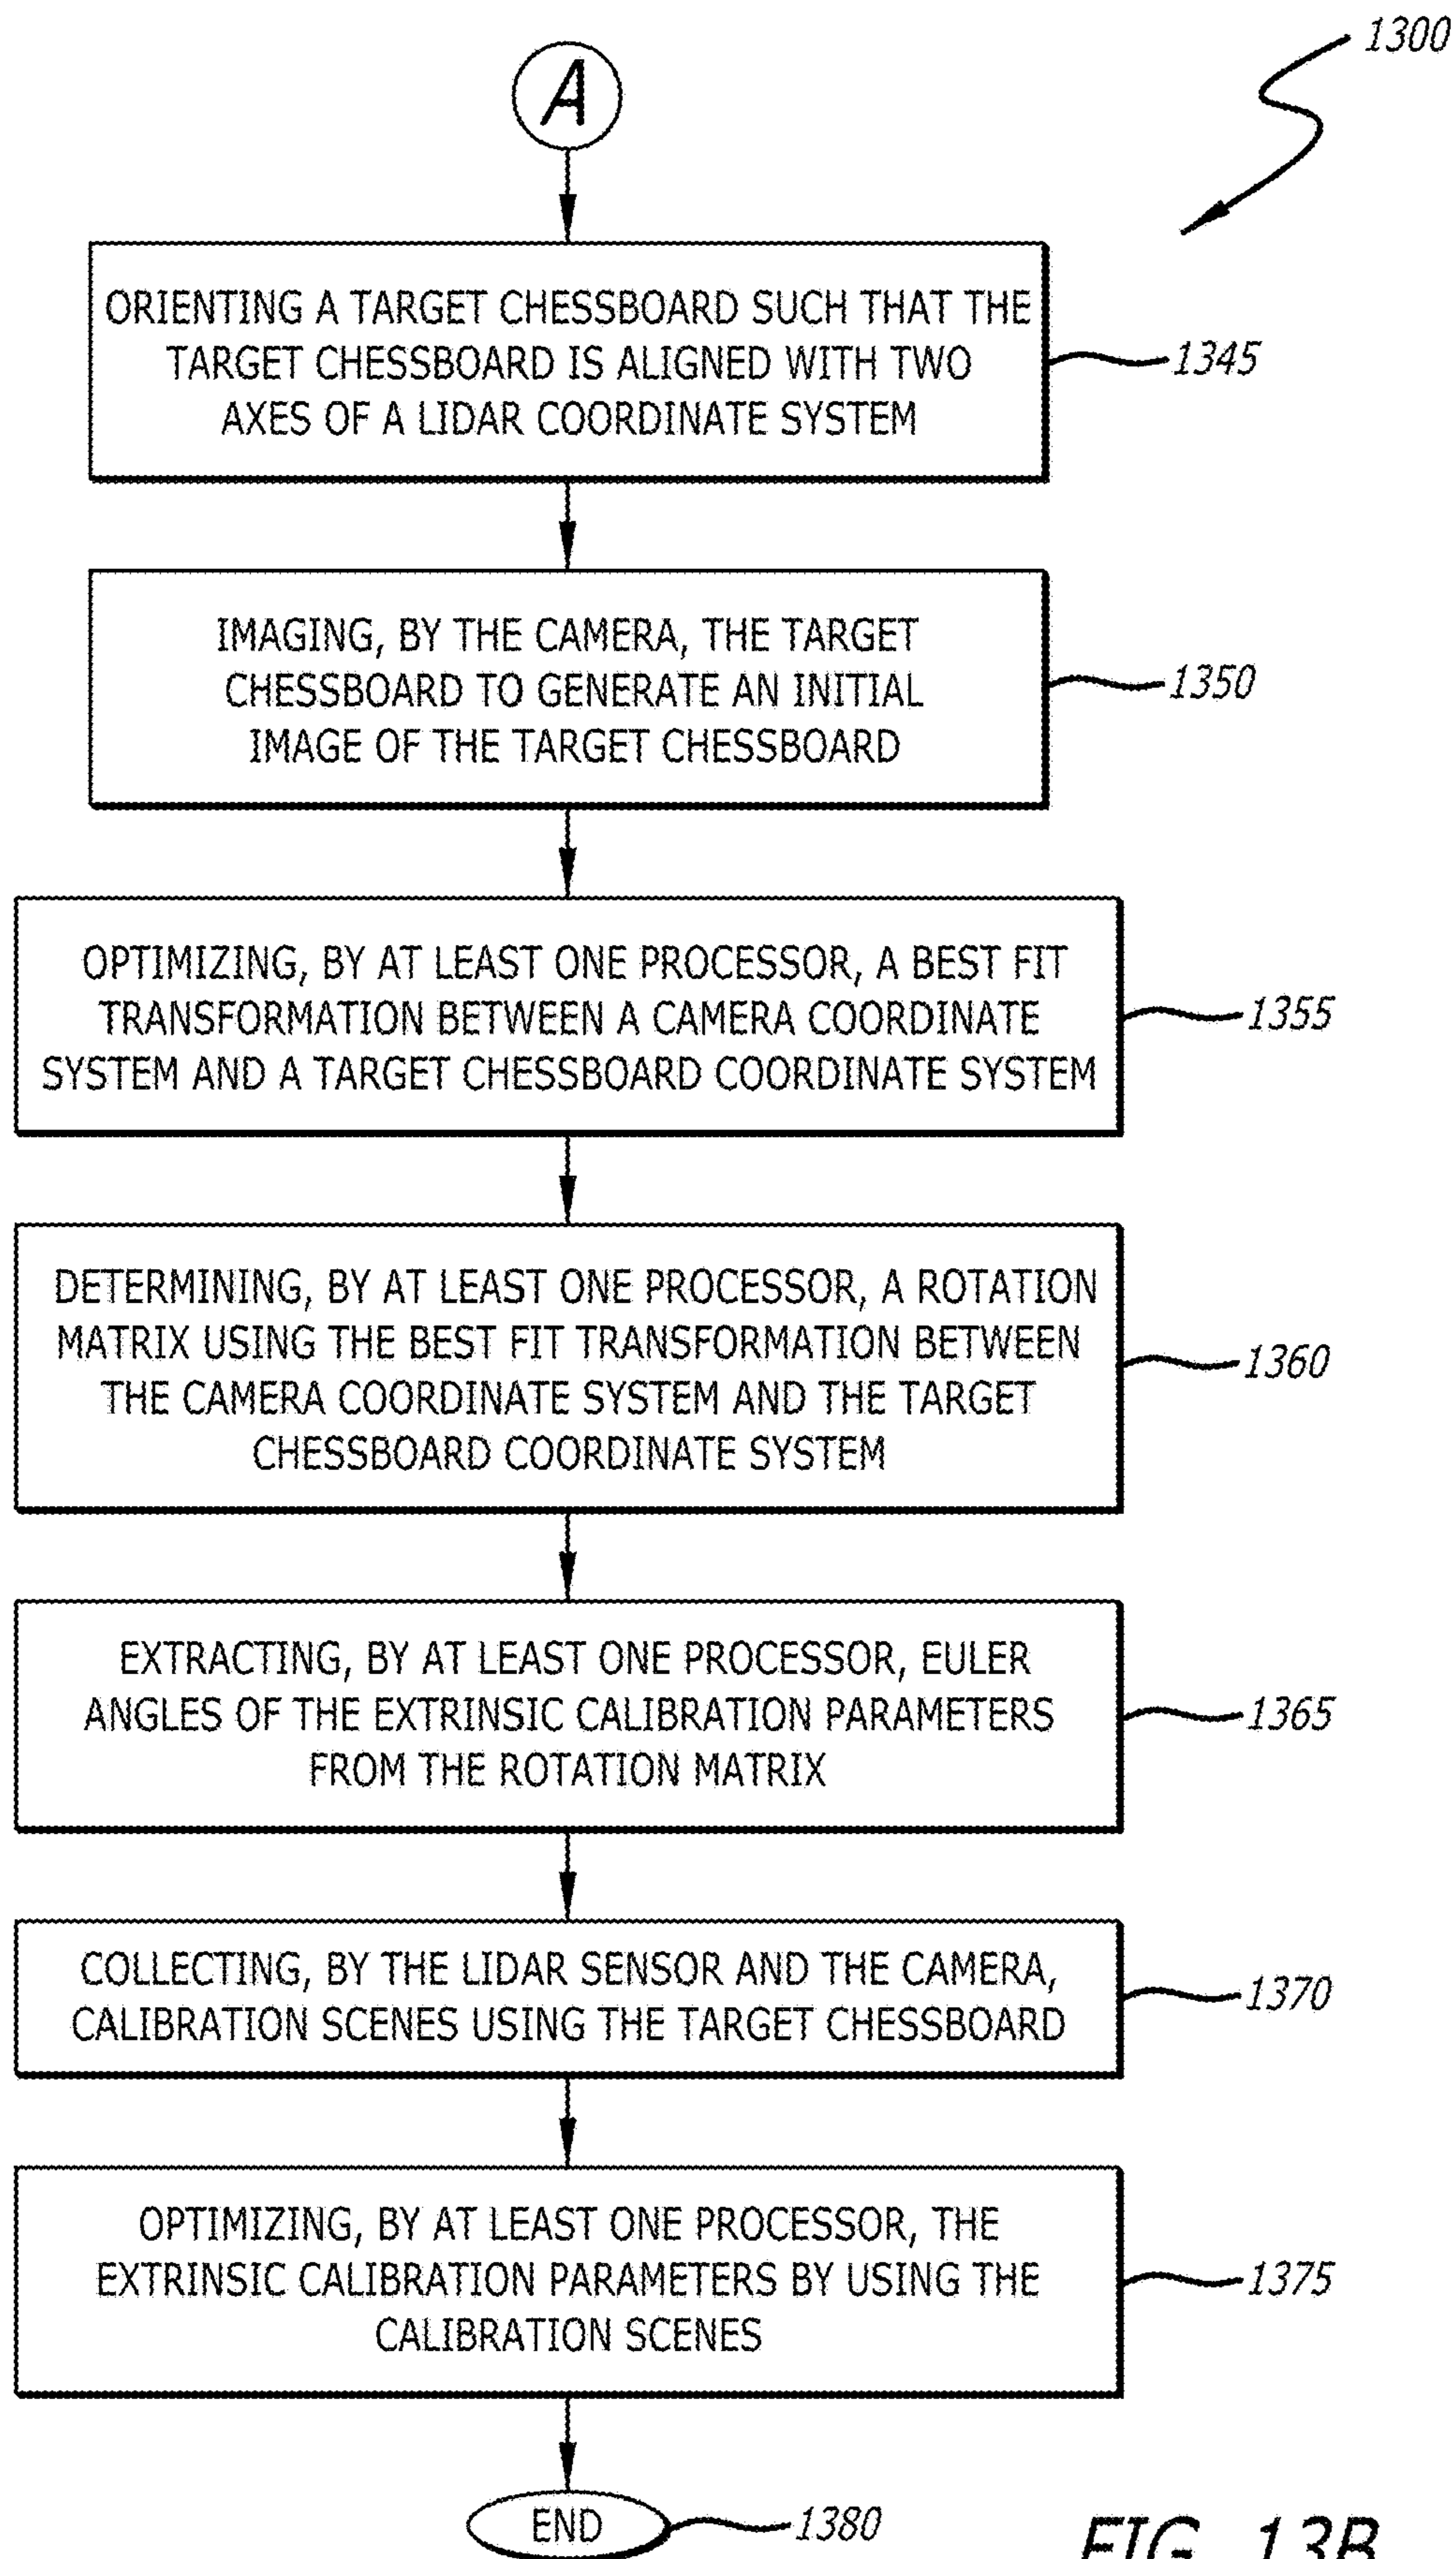 1300
A
ORIENTING A TARGET CHESSBOARD SUCH THAT THE
TARGET CHESSBOARD IS ALIGNED WITH TWO
AXES OF A LIDAR COORDINATE SYSTEM
1345
IMAGING, BY THE CAMERA, THE TARGET
CHESSBOARD TO GENERATE AN INITIAL
IMAGE OF THE TARGET CHESSBOARD
1350
OPTIMIZING, BY AT LEAST ONE PROCESSOR, A BEST FIT
TRANSFORMATION BETWEEN A CAMERA COORDINATE
SYSTEM AND A TARGET CHESSBOARD COORDINATE SYSTEM
1355
DETERMINING, BY AT LEAST ONE PROCESSOR, A ROTATION
MATRIX USING THE BEST FIT TRANSFORMATION BETWEEN
THE CAMERA COORDINATE SYSTEM AND THE TARGET
CHESSBOARD COORDINATE SYSTEM
1360
EXTRACTING, BY AT LEAST ONE PROCESSOR, EULER
ANGLES OF THE EXTRINSIC CALIBRATION PARAMETERS
FROM THE ROTATION MATRIX
1365
COLLECTING, BY THE LIDAR SENSOR AND THE CAMERA,
CALIBRATION SCENES USING THE TARGET CHESSBOARD
1370
OPTIMIZING, BY AT LEAST ONE PROCESSOR, THE
EXTRINSIC CALIBRATION PARAMETERS BY USING THE
CALIBRATION SCENES
1375
END
1380
FIG. 13B